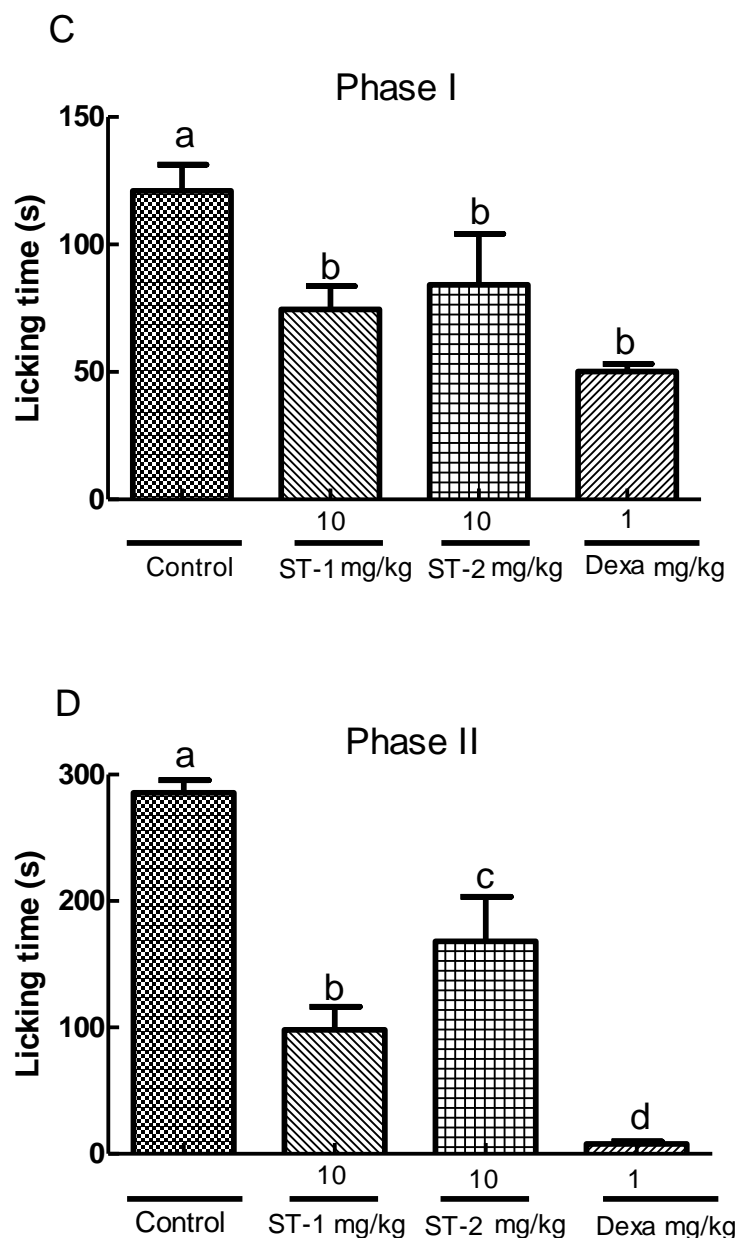 C
Phase I
Licking time (s)
150
100
50
0
a
b
b
b
10
10
1
Control
ST-1 mg/kg
ST-2 mg/kg
Dexa mg/kg
D
Phase II
Licking time (s)
300
200
100
0
a
b
c
d
10
10
1
Control
ST-1 mg/kg
ST-2 mg/kg
Dexa mg/kg